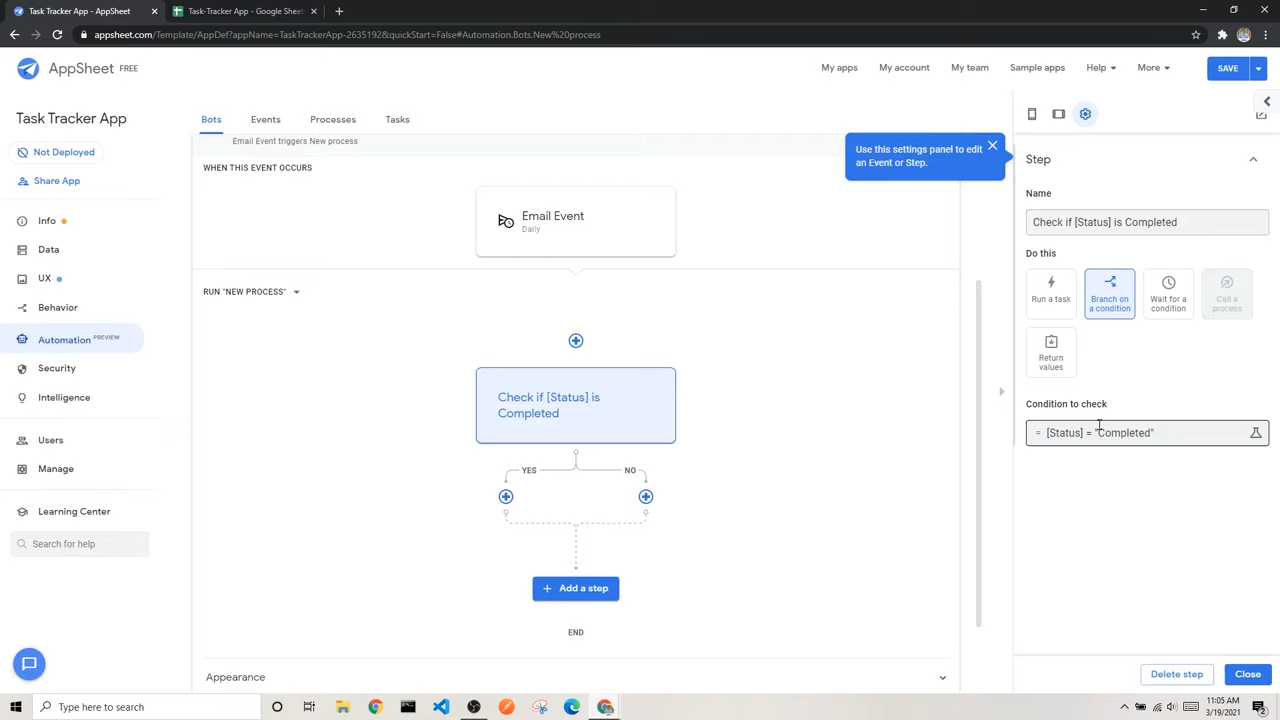 Task Tracker App - AppSheet
Task-Tracker-App - Google Sheet
appsheet.com/Template/AppDef?appName=TaskTrackerApp-2635192&quickStart=False#Automation.Bots.New%20process
AppSheet FREE
My apps
My account
My team
Sample apps
Help
More
SAVE
Task Tracker App
Not Deployed
Share App
Info
Data
UX
Behavior
Automation PREVIEW
Security
Intelligence
Users
Manage
Learning Center
Search for help
Bots
Events
Processes
Tasks
Email Event triggers New process
WHEN THIS EVENT OCCURS
Email Event
Daily
RUN "NEW PROCESS"
Check if [Status] is
Completed
YES
NO
+ Add a step
END
Appearance
Use this settings panel to edit
an Event or Step.
Step
Name
Check if [Status] is Completed
Do this
Run a task
Branch on
a condition
Wait for a
condition
Call a
process
Return
values
Condition to check
= [Status] = "Completed"
Delete step
Close
Type here to search
11:05 AM
3/19/2021
2